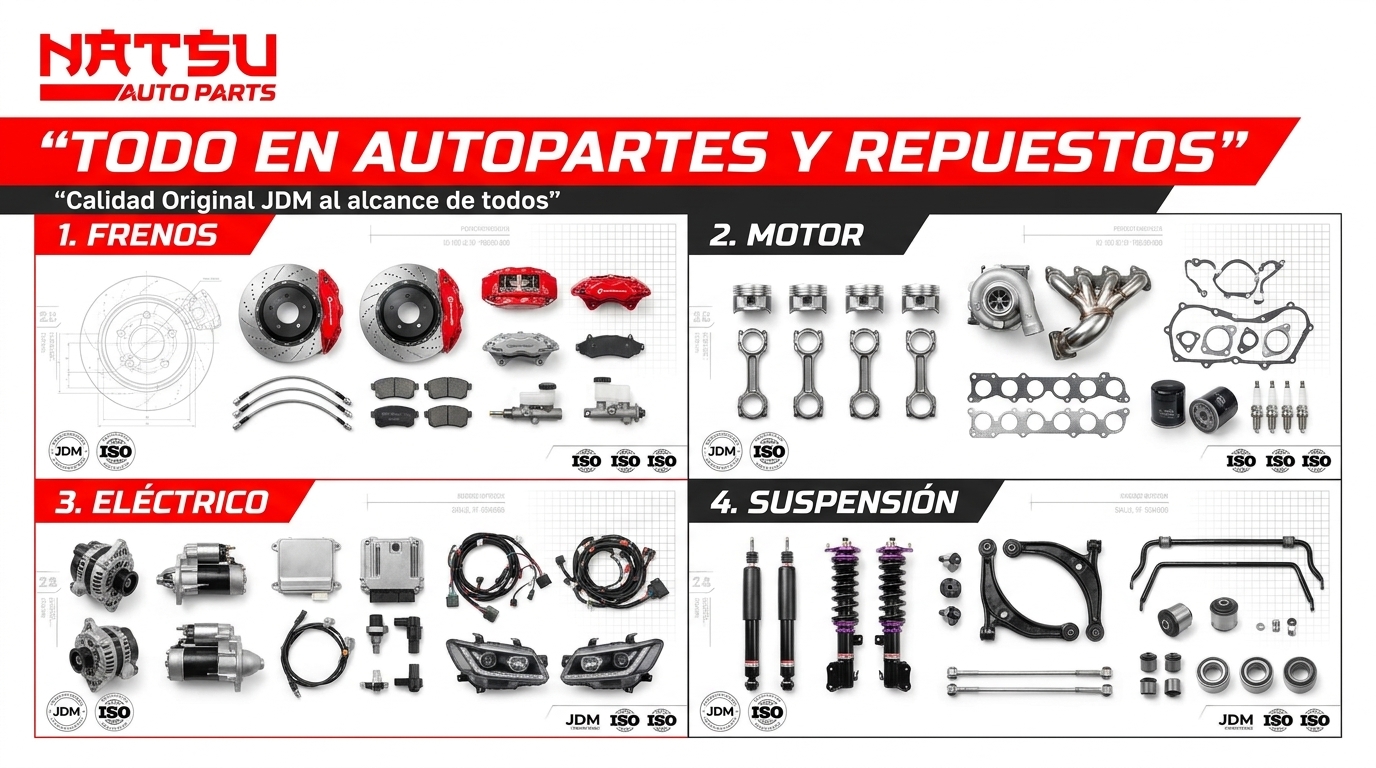 NATSU
AUTO PARTS
“TODO EN AUTOPARTES Y REPUESTOS”
“Calidad Original JDM al alcance de todos”
1. FRENOS
JDM
ISO
ISO ISO ISO
2. MOTOR
JDM
ISO
ISO ISO ISO
3. ELÉCTRICO
JDM
ISO
JDM ISO ISO
4. SUSPENSIÓN
JDM
ISO
JDM ISO ISO